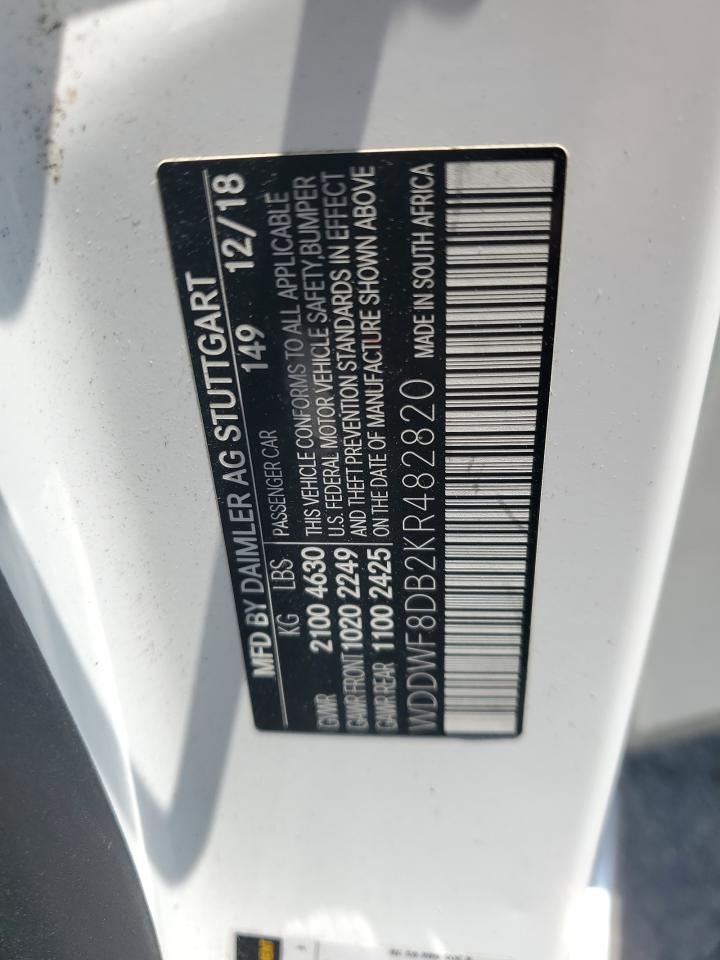 MFD BY DAIMLER AG STUTTGART
149 12/18
KG LBS PASSENGER CAR
GVWR 2100 4630
GAWR FRONT 1020 2249
GAWR REAR 1100 2425
THIS VEHICLE CONFORMS TO ALL APPLICABLE
U.S. FEDERAL MOTOR VEHICLE SAFETY, BUMPER
AND THEFT PREVENTION STANDARDS IN EFFECT
ON THE DATE OF MANUFACTURE SHOWN ABOVE
WDDWF8DB2KR482820 MADE IN SOUTH AFRICA